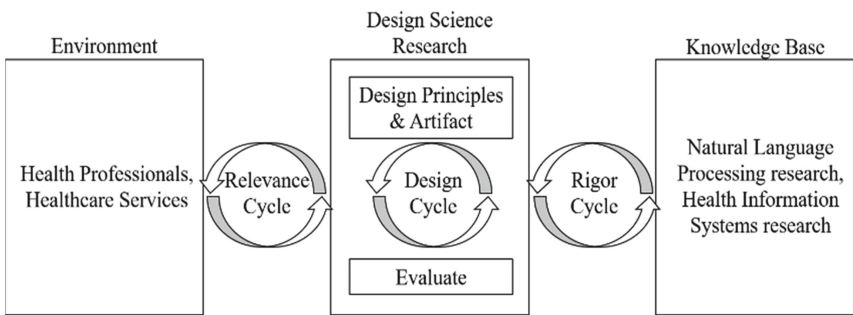 Environment
Health Professionals,
Healthcare Services
Relevance
Cycle
Design Science
Research
Design Principles
& Artifact
Design
Cycle
Evaluate
Rigor
Cycle
Knowledge Base
Natural Language
Processing research,
Health Information
Systems research